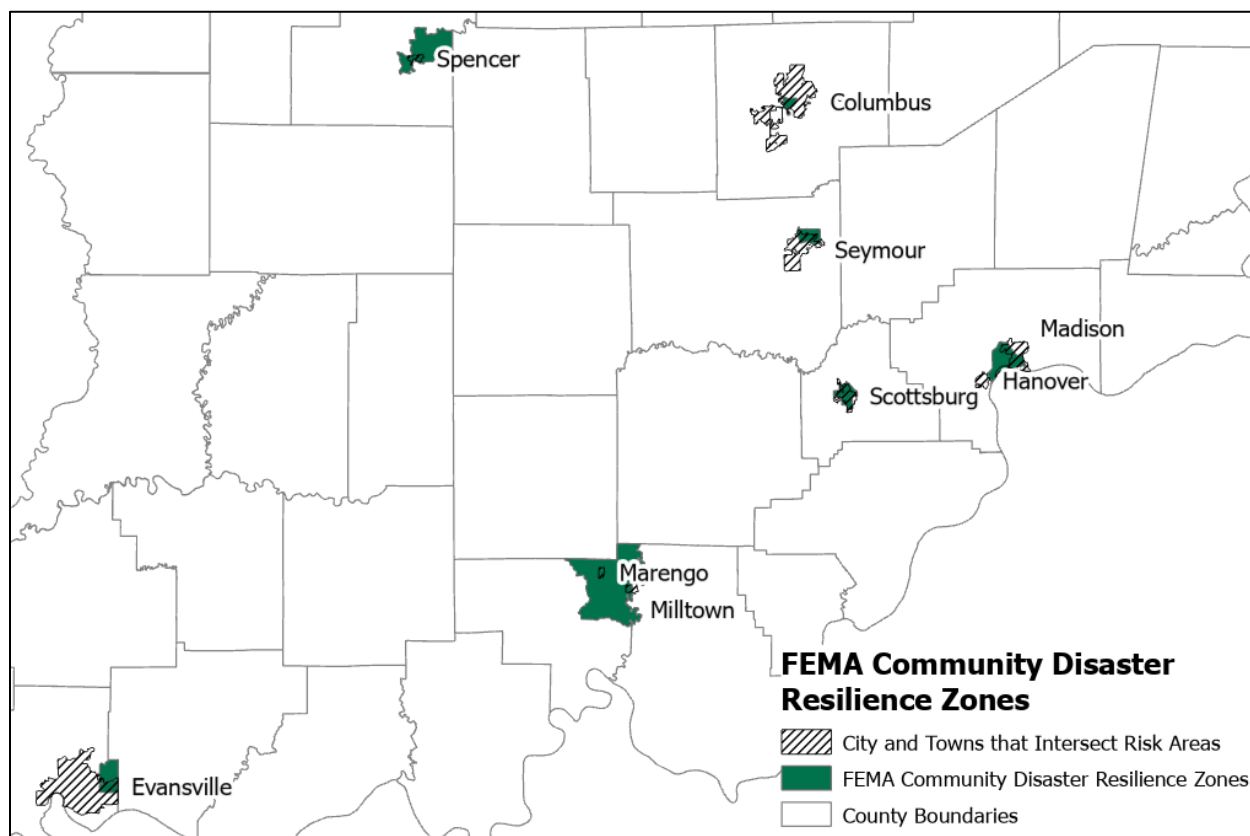 Spencer
Columbus
Seymour
Madison
Hanover
Scottsburg
Marengo
Milltown
Evansville
FEMA Community Disaster
Resilience Zones
City and Towns that Intersect Risk Areas
FEMA Community Disaster Resilience Zones
County Boundaries